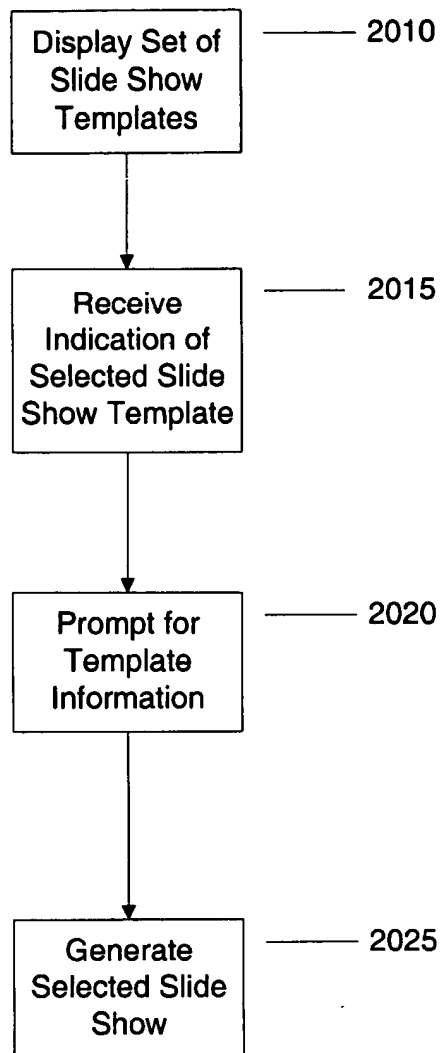 Display Set of
Slide Show
Templates
2010
Receive
Indication of
Selected Slide
Show Template
2015
Prompt for
Template
Information
2020
Generate
Selected Slide
Show
2025